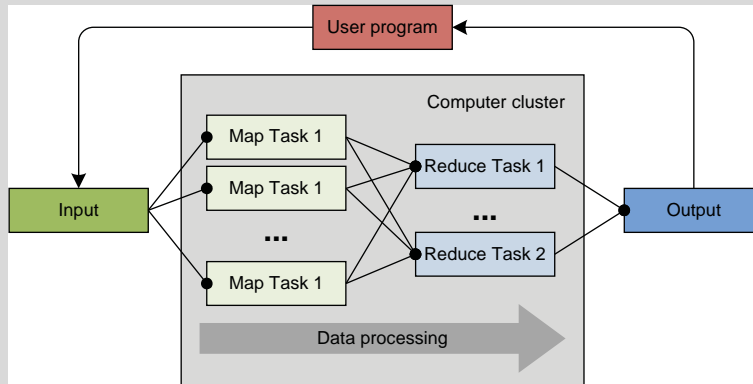 User program
Computer cluster
Map Task 1
Map Task 1
...
Map Task 1
Reduce Task 1
...
Reduce Task 2
Input
Output
Data processing